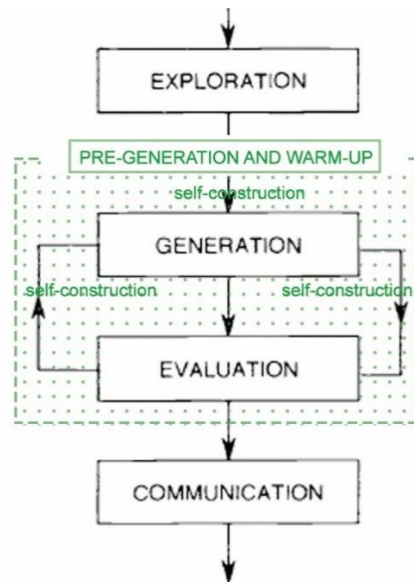 EXPLORATION
PRE-GENERATION AND WARM-UP
self-construction
GENERATION
self-construction self-construction
EVALUATION
COMMUNICATION